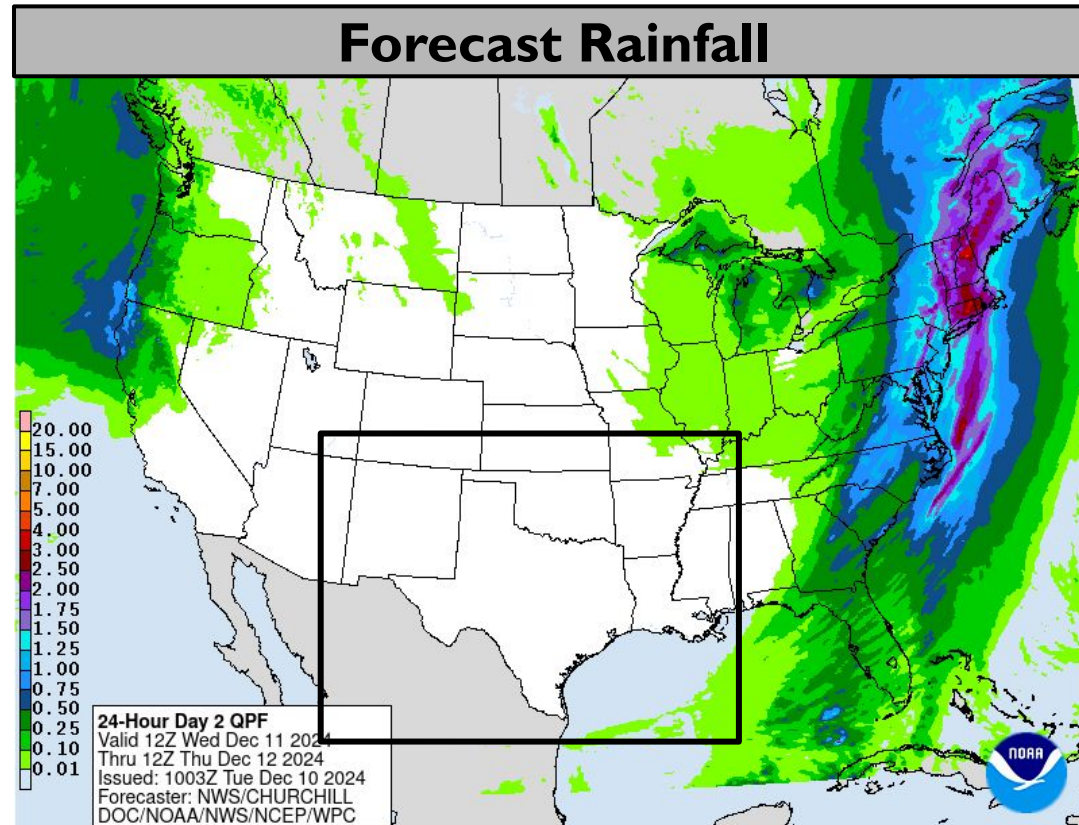 Forecast Rainfall
20.00
15.00
10.00
7.00
5.00
4.00
3.00
2.50
2.00
1.75
1.50
1.25
1.00
0.75
0.50
0.25
0.10
0.01
24-Hour Day 2 QPF
Valid 12Z Wed Dec 11 2024
Thru 12Z Thu Dec 12 2024
Issued: 1003Z Tue Dec 10 2024
Forecaster: NWS/CHURCHILL
DOC/NOAA/NWS/NCEP/WPC
NOAA